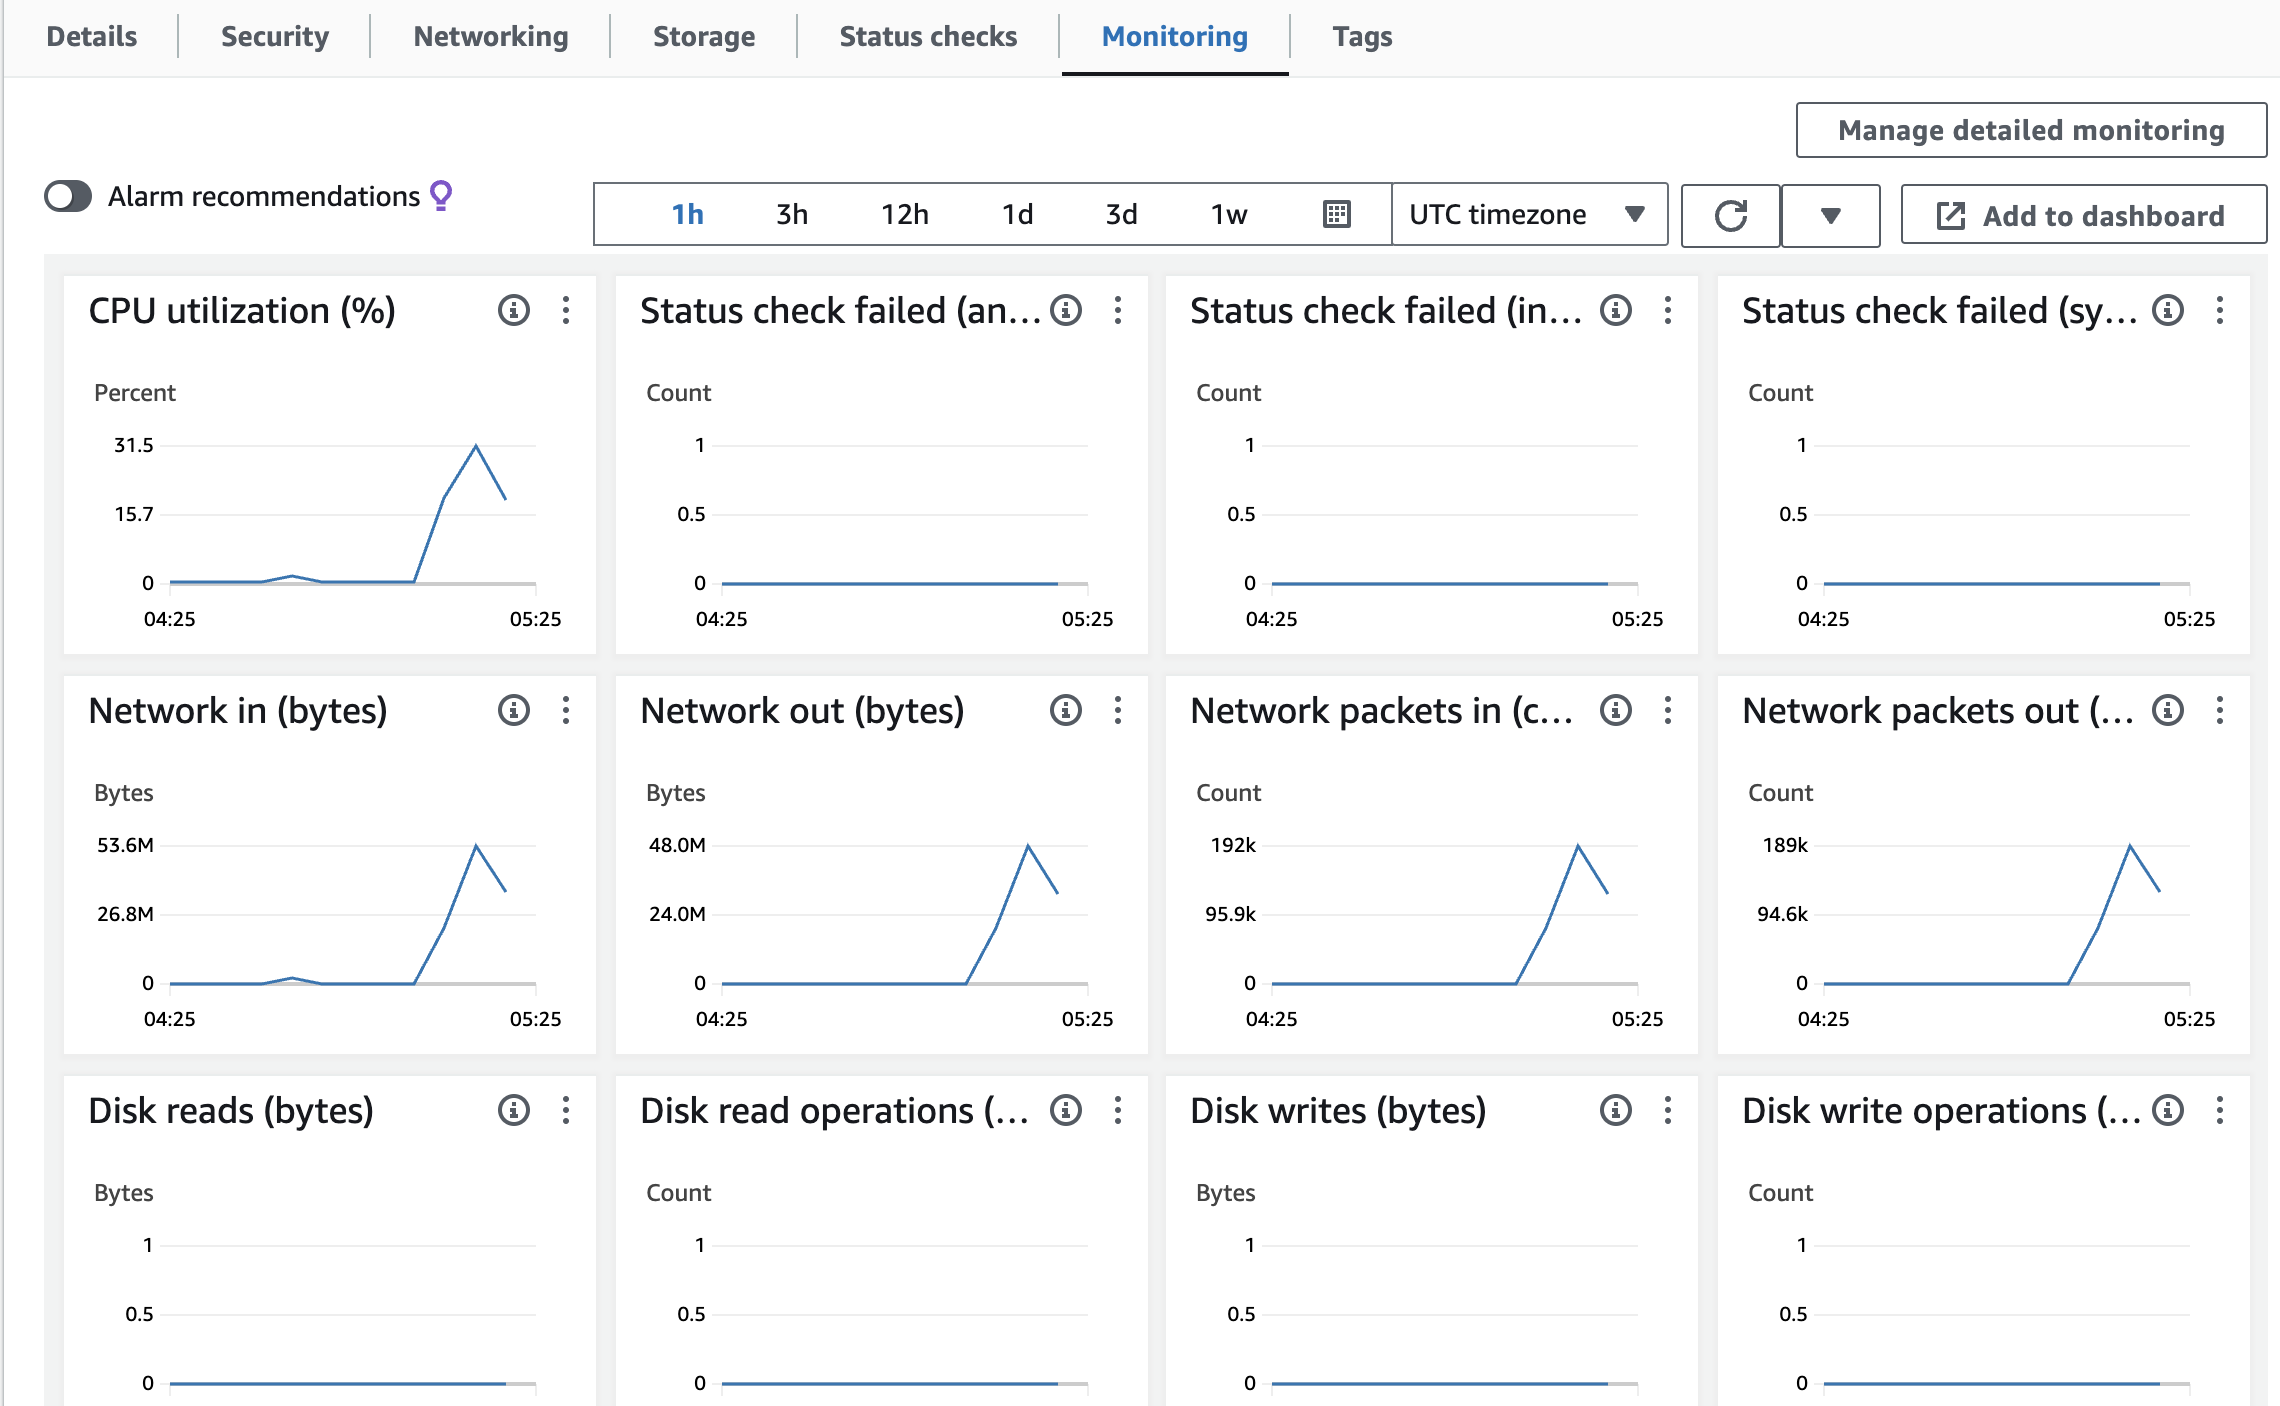 Details Security Networking Storage Status checks Monitoring Tags
Manage detailed monitoring
Alarm recommendations 1h 3h 12h 1d 3d 1w UTC timezone Add to dashboard
CPU utilization (%)
Percent
31.5
15.7
0
04:25 05:25
Status check failed (an...
Count
1
0.5
0
04:25 05:25
Status check failed (in...
Count
1
0.5
0
04:25 05:25
Status check failed (sy...
Count
1
0.5
0
04:25 05:25
Network in (bytes)
Bytes
53.6M
26.8M
0
04:25 05:25
Network out (bytes)
Bytes
48.0M
24.0M
0
04:25 05:25
Network packets in (c...
Count
192k
95.9k
0
04:25 05:25
Network packets out (...
Count
189k
94.6k
0
04:25 05:25
Disk reads (bytes)
Bytes
1
0.5
0
Disk read operations (...
Count
1
0.5
0
Disk writes (bytes)
Bytes
1
0.5
0
Disk write operations (...
Count
1
0.5
0